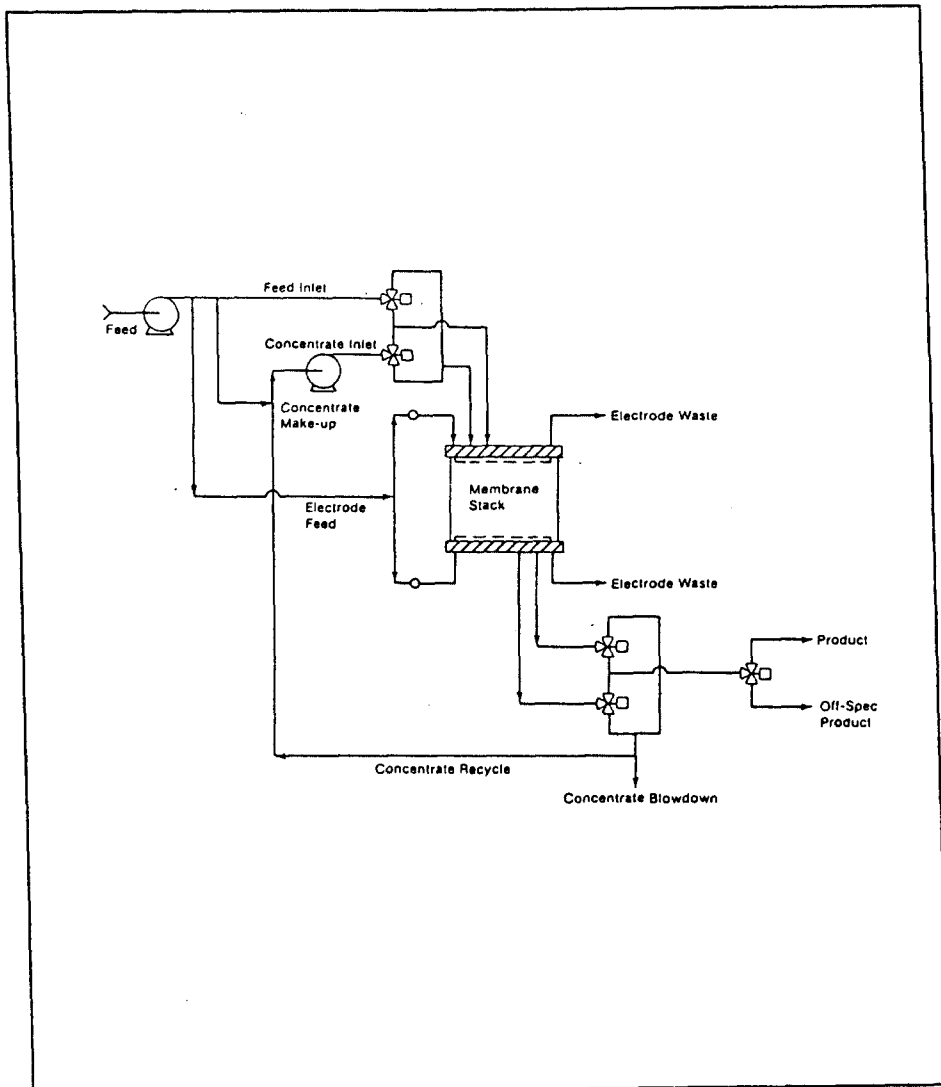 Feed Inlet
Feed
Concentrate Inlet
Concentrate
Make-up
Electrode Waste
Membrane
Stack
Electrode
Feed
Electrode Waste
Product
Off-Spec
Product
Concentrate Recycle
Concentrate Blowdown